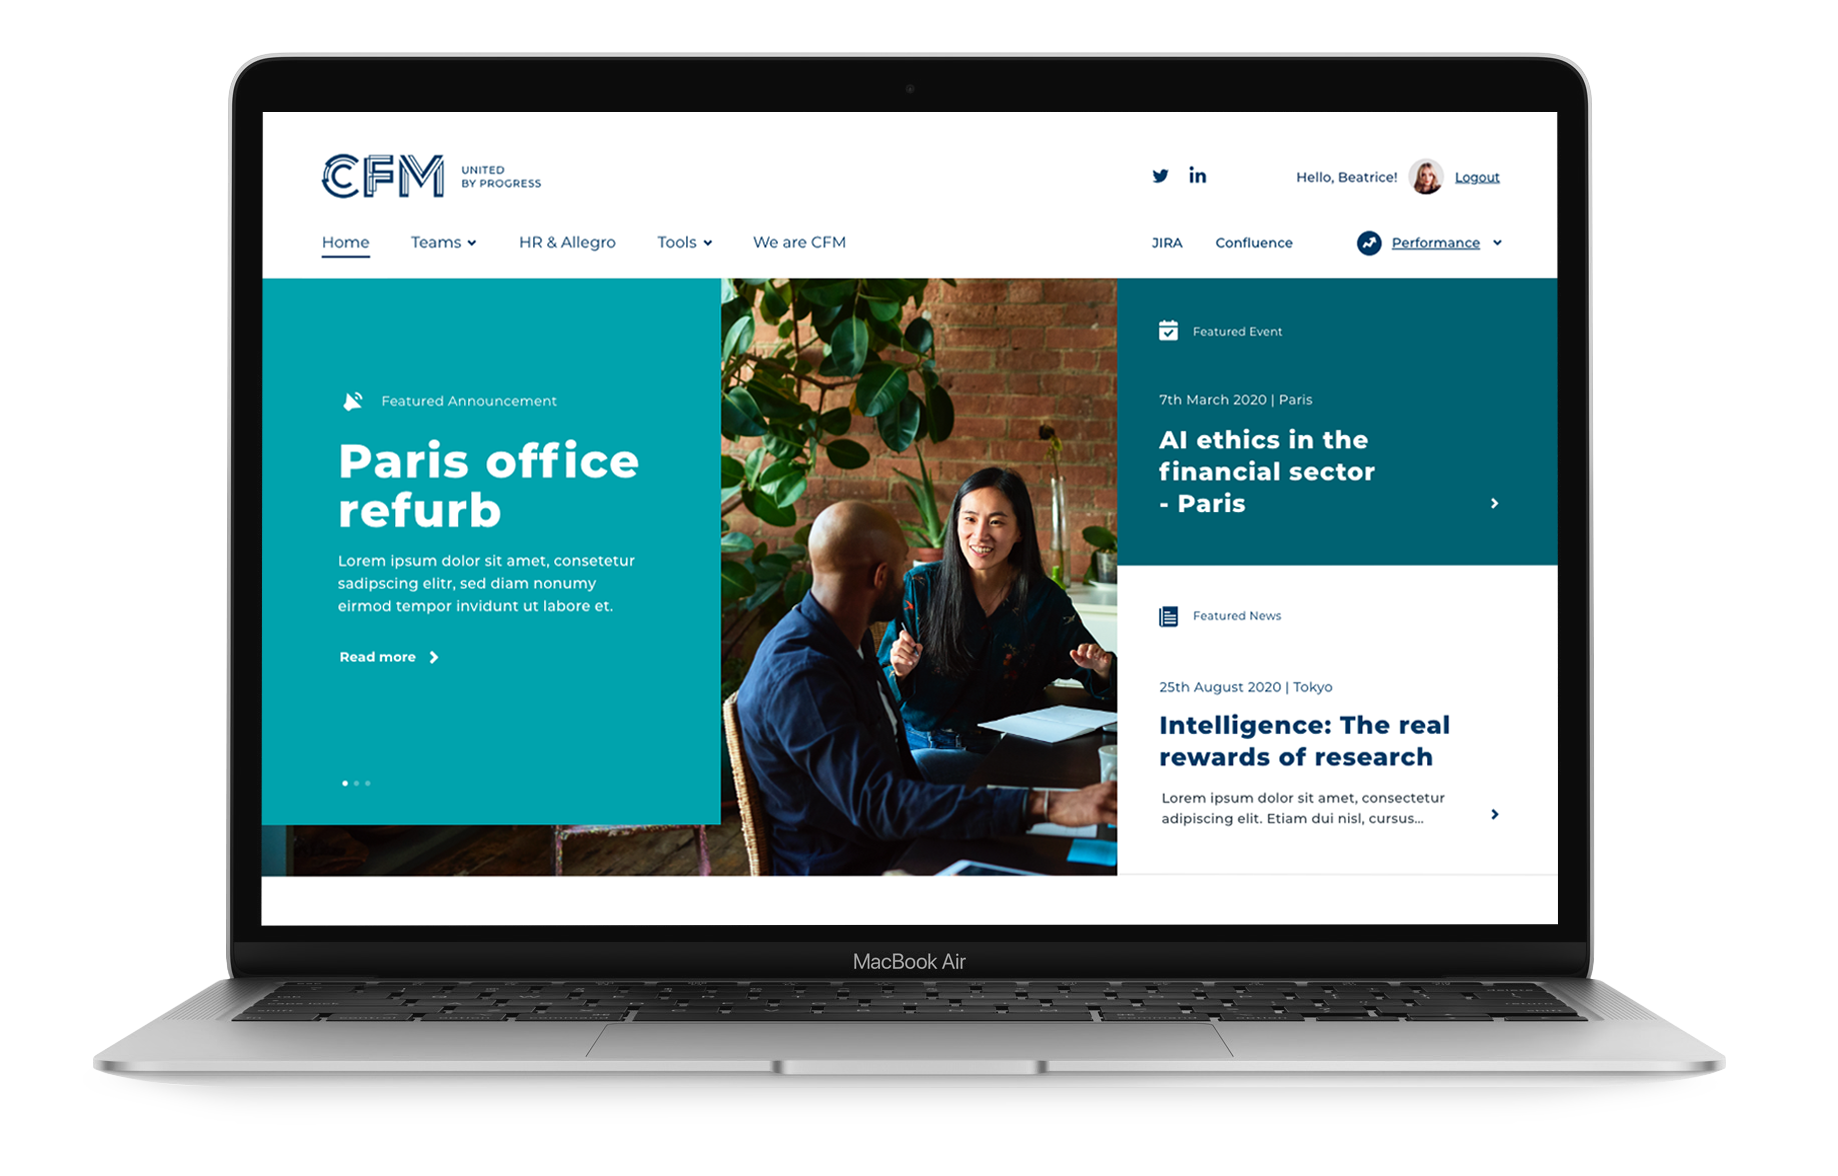 CFM
UNITED
BY PROGRESS
Hello, Beatrice!
Logout
Home
Teams
HR & Allegro
Tools
We are CFM
JIRA
Confluence
Performance
Featured Announcement
Paris office
refurb
Lorem ipsum dolor sit amet, consetetur
sadipscing elitr, sed diam nonumy
eirmod tempor invidunt ut labore et.
Read more
Featured Event
7th March 2020 | Paris
AI ethics in the
financial sector
- Paris
Featured News
25th August 2020 | Tokyo
Intelligence: The real
rewards of research
Lorem ipsum dolor sit amet, consectetur
adipiscing elit. Etiam dui nisl, cursus...
MacBook Air